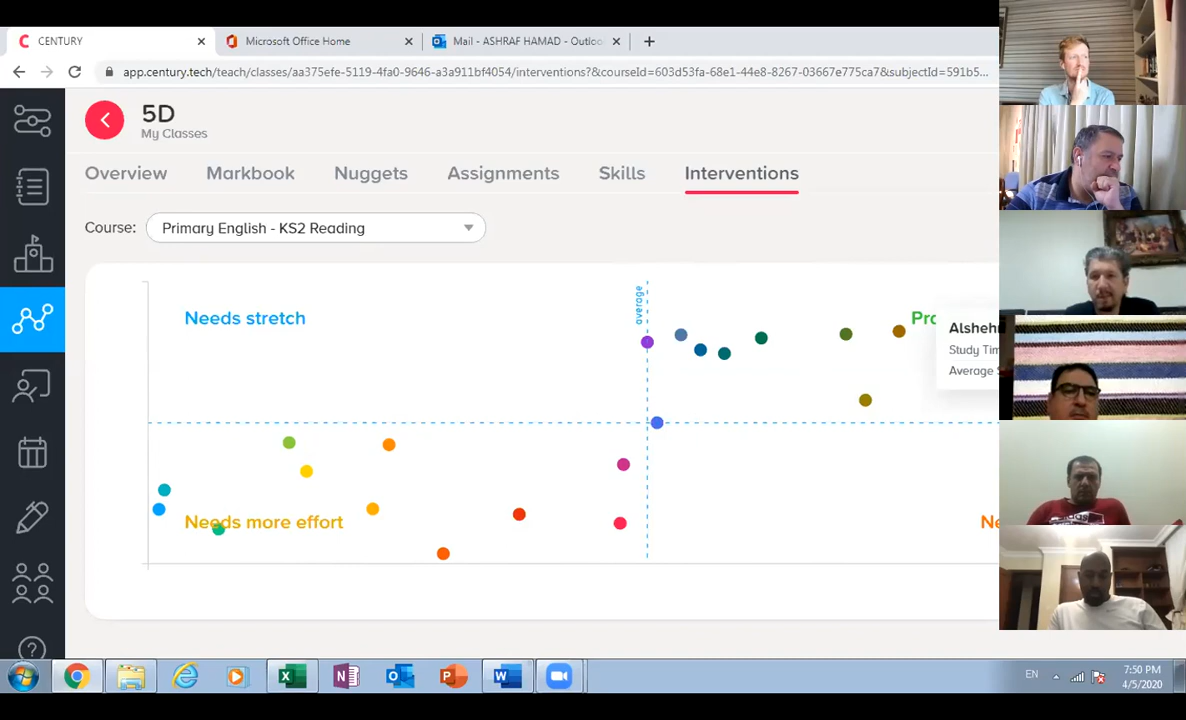 CENTURY
Microsoft Office Home
Mail - ASHRAF HAMAD - Outloo
app.century.tech/teach/classes/aa375efe-5119-4fa0-9646-a3a911bf4054/interventions?&courseId=603d53fa-68e1-44e8-8267-03667e775ca7&subjectId=591b5...
5D
My Classes
Overview Markbook Nuggets Assignments Skills Interventions
Course: Primary English - KS2 Reading
Needs stretch
average
Pro
Alshehr
Study Tim
Average
Needs more effort
Ne
EN
7:50 PM
4/5/2020